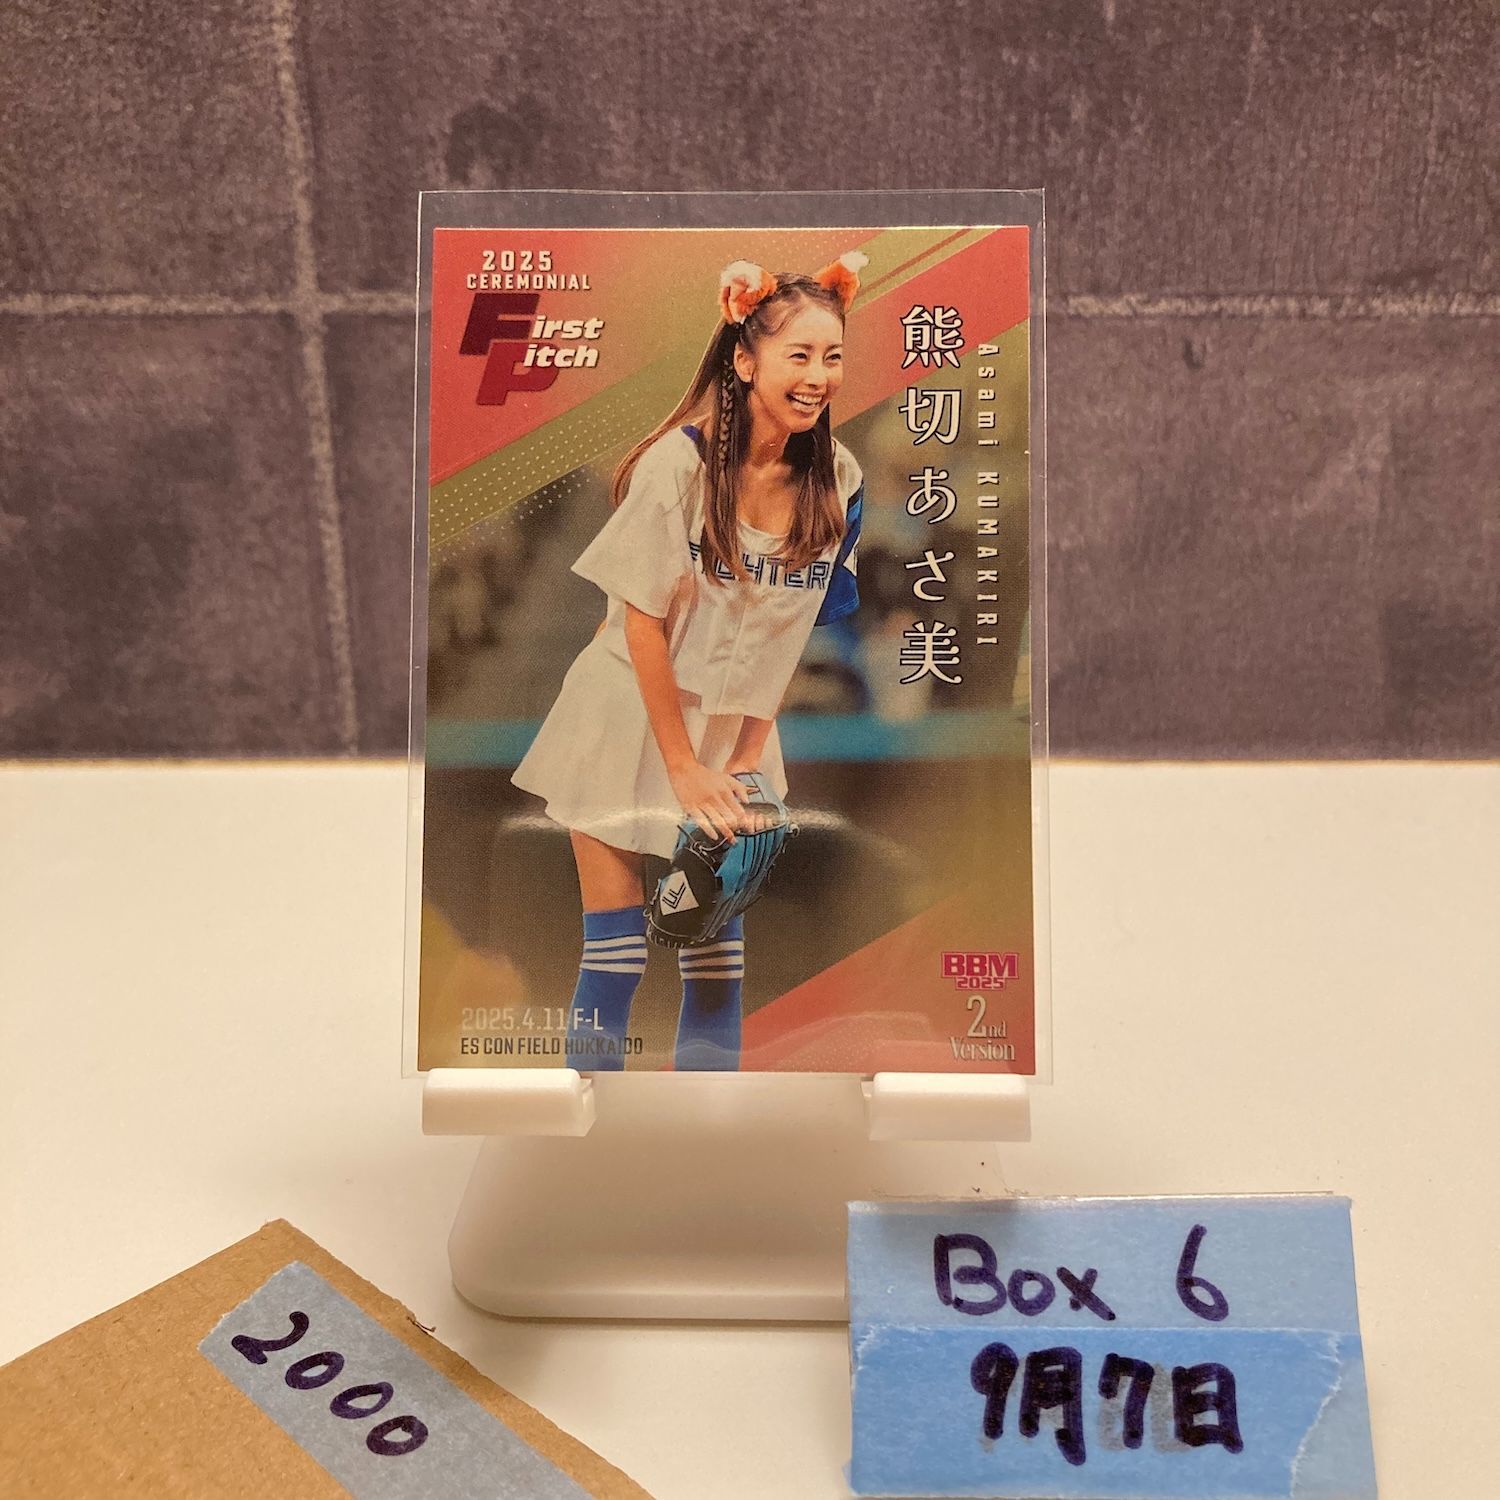 2025
CEREMONIAL
First
Pitch
熊切あさ美
Asami KUMAKIRI
FIGHTER
2025.4.11 F-L
ES CON FIELD HOKKAIDO
BBM
2025
2nd
Version
2000
Box 6
9月7日